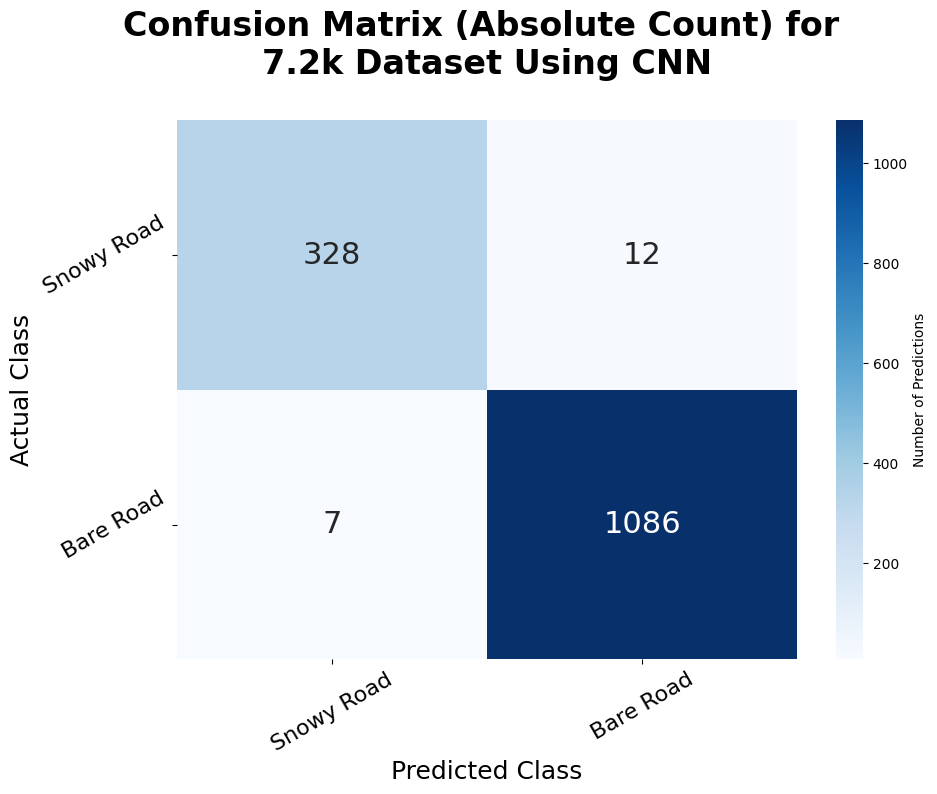 Confusion Matrix (Absolute Count) for
7.2k Dataset Using CNN
Actual Class
Snowy Road
328
12
Bare Road
7
1086
Snowy Road
Bare Road
Predicted Class
1000
800
600
400
200
Number of Predictions